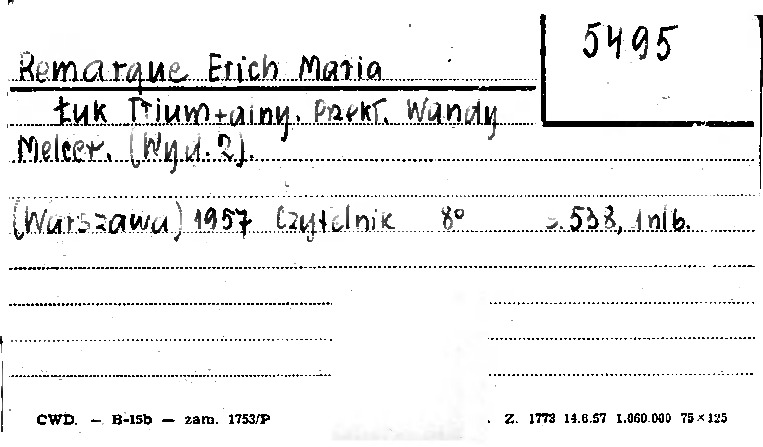 5495
Remarque Erich Maria
Łuk Triumfalny. Przekł. Wandy
Melcer. (Wyd. 2).
(Warszawa) 1957 Czytelnik 8° s. 538, 1 nlb.
CWD. — B-15b — zam. 1753/P
Z. 1773 14.6.57 1.060.000 75×125